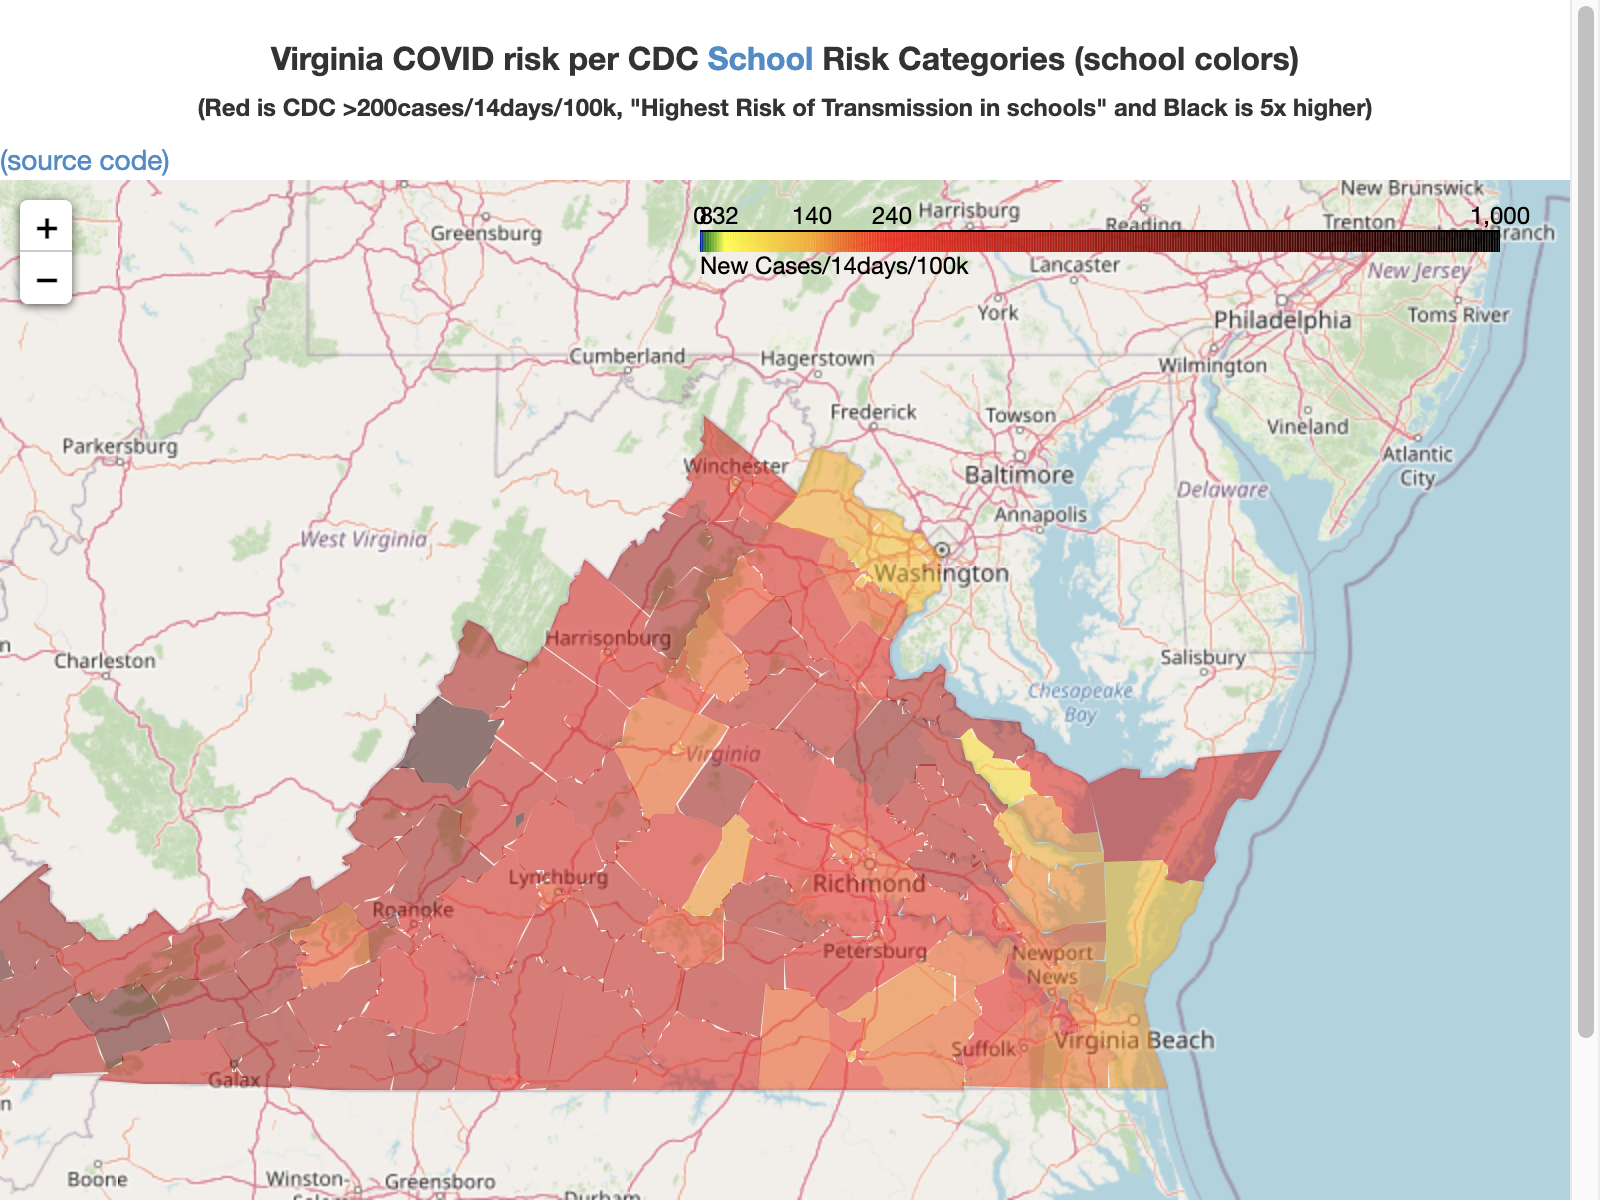 Virginia COVID risk per CDC School Risk Categories (school colors)
(Red is CDC >200cases/14days/100k, "Highest Risk of Transmission in schools" and Black is 5x higher)
(source code)
+
−
0 8 32 140 240 1,000
New Cases/14days/100k
New Brunswick
Harrisburg
Reading
Trenton
Branch
Greensburg
Lancaster
New Jersey
York
Philadelphia
Toms River
Cumberland
Hagerstown
Wilmington
Frederick
Towson
Vineland
Parkersburg
Winchester
Baltimore
Atlantic
City
Delaware
Annapolis
West Virginia
Washington
Harrisonburg
Charleston
Salisbury
Chesapeake
Bay
Virginia
Lynchburg
Richmond
Roanoke
Petersburg
Newport
News
Virginia Beach
Suffolk
Galax
n
n
Boone
Winston-
Greensboro
Durham